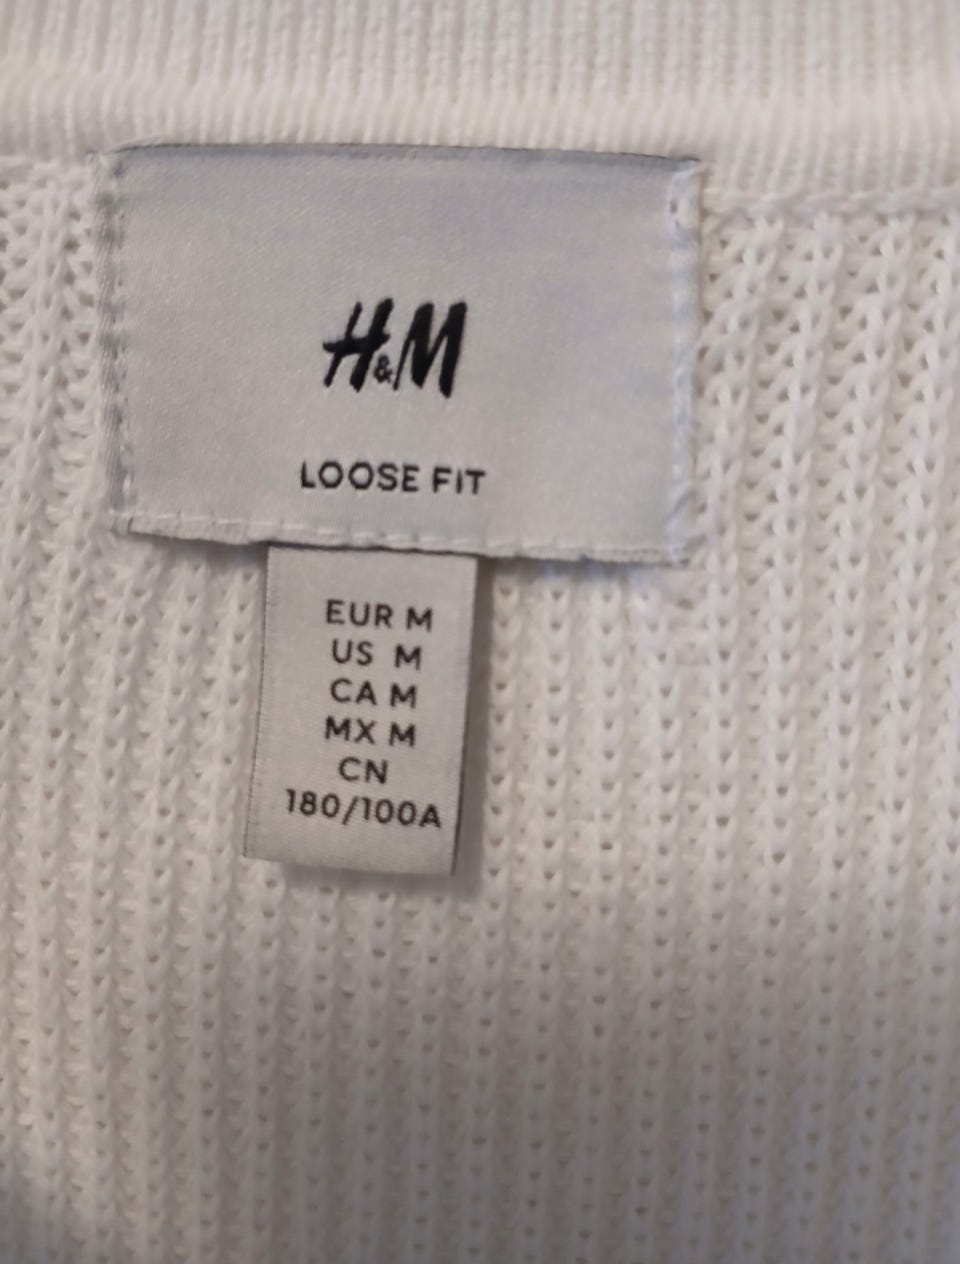 H&M
LOOSE FIT
EUR M
US M
CA M
MX M
CN
180/100A